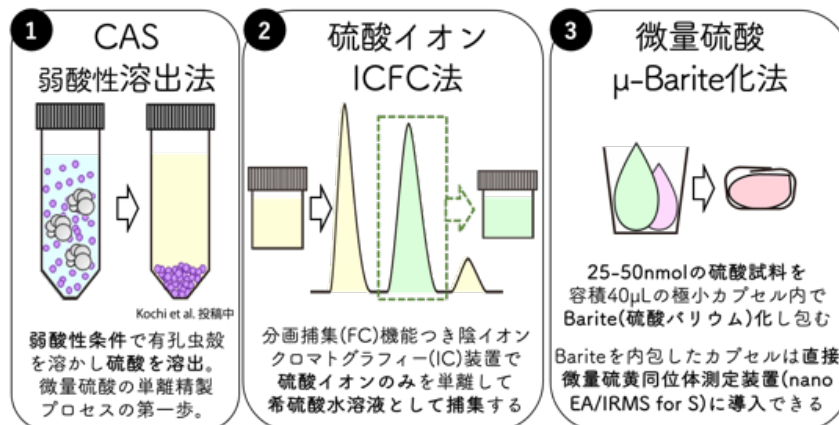 1
CAS
弱酸性溶出法
Kochi et al. 投稿中
弱酸性条件で有孔虫殻
を溶かし硫酸を溶出。
微量硫酸の単離精製
プロセスの第一歩。
2
硫酸イオン
ICFC法
分画捕集(FC)機能つき陰イオン
クロマトグラフィー(IC)装置で
硫酸イオンのみを単離して
希硫酸水溶液として捕集する
3
微量硫酸
μ-Barite化法
25-50nmolの硫酸試料を
容積40μLの極小カプセル内で
Barite(硫酸バリウム)化し包む
Bariteを内包したカプセルは直接
微量硫黄同位体測定装置(nano
EA/IRMS for S)に導入できる